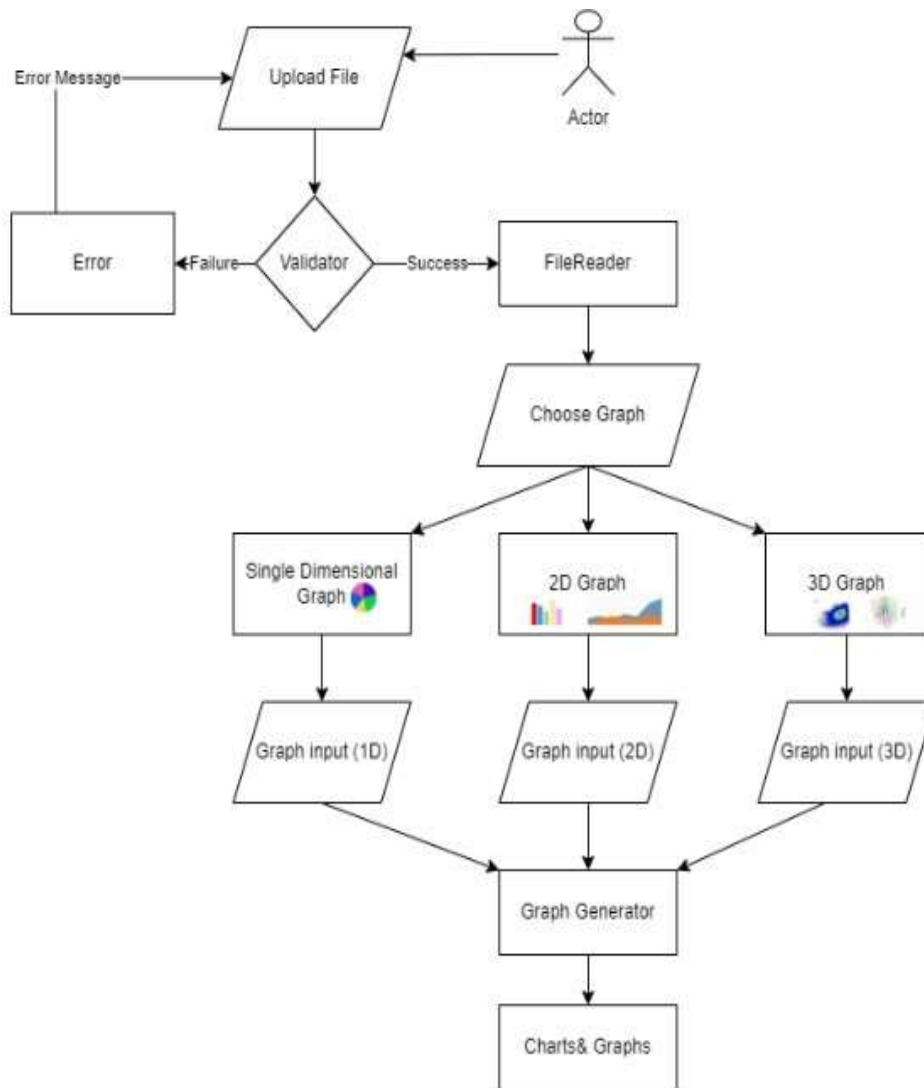 Error Message
Upload File
Actor
Error
Failure
Validator
Success
FileReader
Choose Graph
Single Dimensional
Graph
2D Graph
3D Graph
Graph input (1D)
Graph input (2D)
Graph input (3D)
Graph Generator
Charts& Graphs